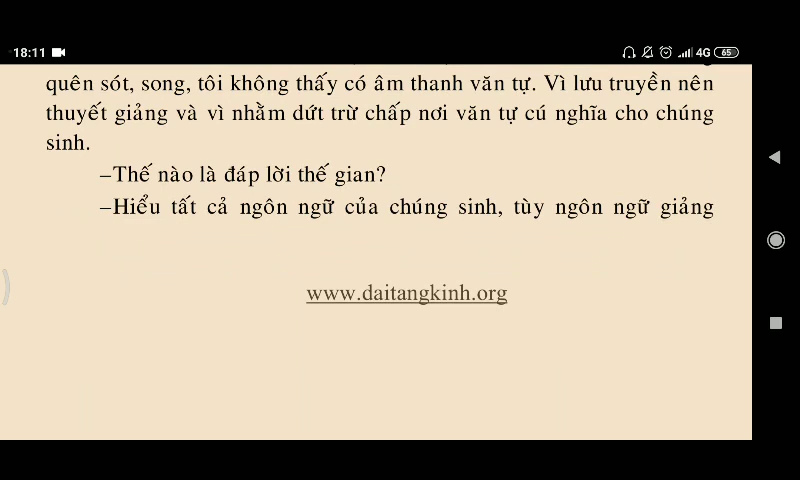 18:11 4G 65
quên sót, song, tôi không thấy có âm thanh văn tự. Vì lưu truyền nên
thuyết giảng và vì nhằm dứt trừ chấp nơi văn tự cú nghĩa cho chúng
sinh.
–Thế nào là đáp lời thế gian?
–Hiểu tất cả ngôn ngữ của chúng sinh, tùy ngôn ngữ giảng
www.daitangkinh.org